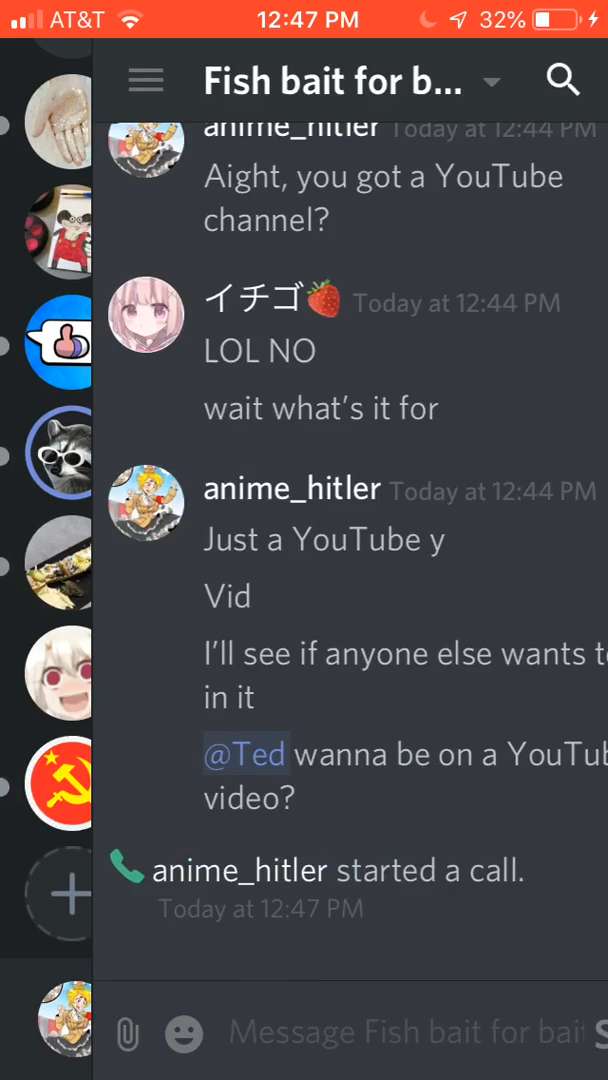 AT&T 12:47 PM 32%
Fish bait for b...
anime_hitler Today at 12:44 PM
Aight, you got a YouTube
channel?
イチゴ🍓 Today at 12:44 PM
LOL NO
wait what's it for
anime_hitler Today at 12:44 PM
Just a YouTube y
Vid
I'll see if anyone else wants
in it
@Ted wanna be on a
video?
anime_hitler started a call.
Today at 12:47 PM
Message Fish bait for